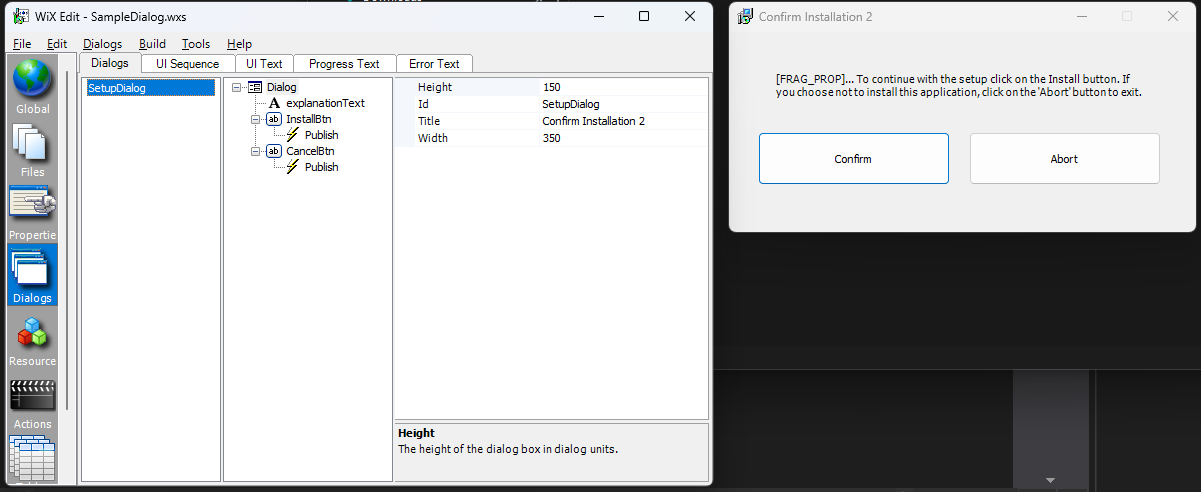 WiX Edit - SampleDialog.wxs
File Edit Dialogs Build Tools Help
Global
Files
Propertie
Dialogs
Resource
Actions
Dialogs UI Sequence UI Text Progress Text Error Text
SetupDialog
Dialog
explanationText
InstallBtn
Publish
CancelBtn
Publish
Height 150
Id SetupDialog
Title Confirm Installation 2
Width 350
Height
The height of the dialog box in dialog units.
Confirm Installation 2
[FRAG_PROP]... To continue with the setup click on the Install button. If
you choose not to install this application, click on the 'Abort' button to exit.
Confirm Abort